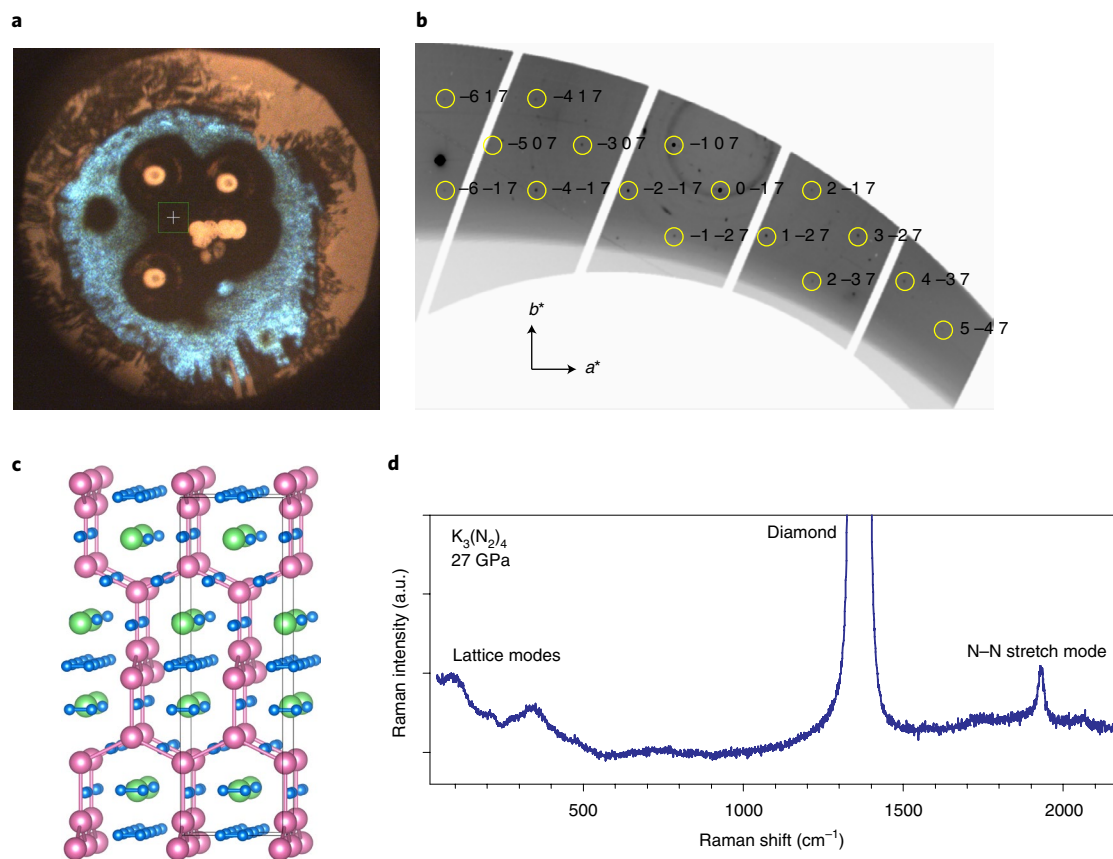 a
b
−6 1 7
−4 1 7
−5 0 7
−3 0 7
−1 0 7
−6 −1 7
−4 −1 7
−2 −1 7
0 −1 7
2 −1 7
−1 −2 7
1 −2 7
3 −2 7
2 −3 7
4 −3 7
5 −4 7
b*
a*
c
d
K3(N2)4
27 GPa
Diamond
Lattice modes
N–N stretch mode
Raman intensity (a.u.)
500
1000
1500
2000
Raman shift (cm−1)